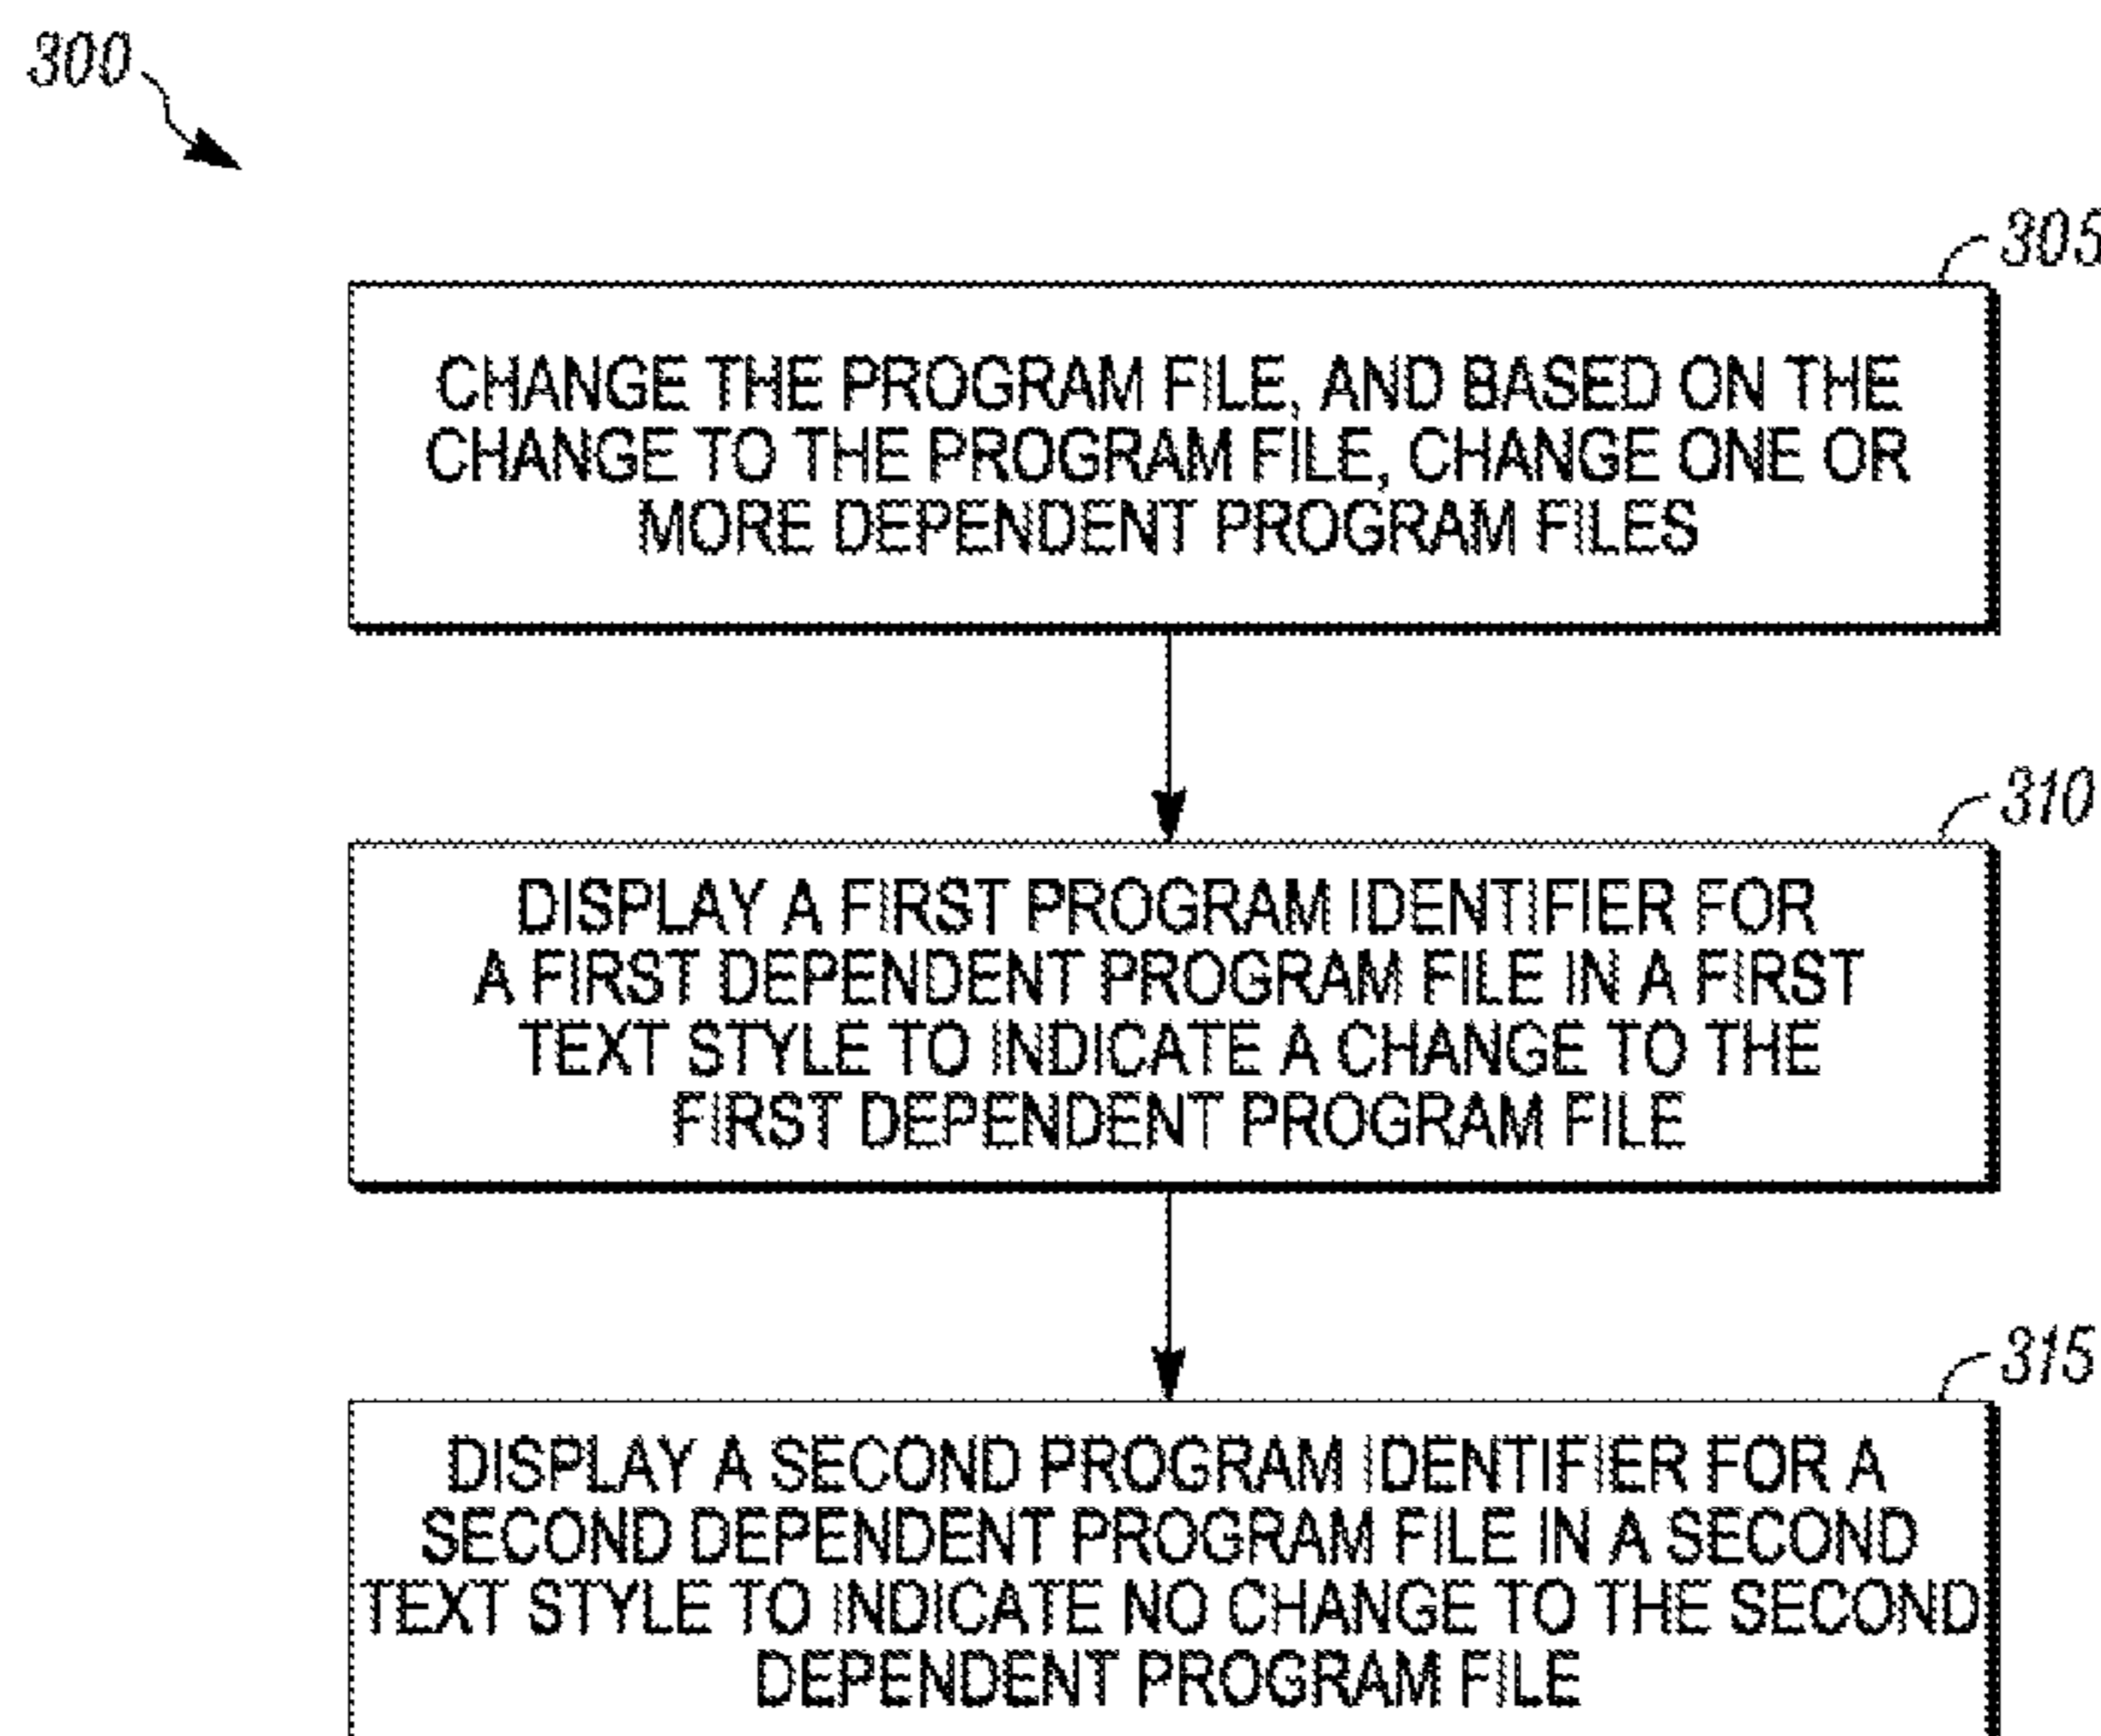 300
305
CHANGE THE PROGRAM FILE, AND BASED ON THE
CHANGE TO THE PROGRAM FILE, CHANGE ONE OR
MORE DEPENDENT PROGRAM FILES
310
DISPLAY A FIRST PROGRAM IDENTIFIER FOR
A FIRST DEPENDENT PROGRAM FILE IN A FIRST
TEXT STYLE TO INDICATE A CHANGE TO THE
FIRST DEPENDENT PROGRAM FILE
315
DISPLAY A SECOND PROGRAM IDENTIFIER FOR A
SECOND DEPENDENT PROGRAM FILE IN A SECOND
TEXT STYLE TO INDICATE NO CHANGE TO THE SECOND
DEPENDENT PROGRAM FILE